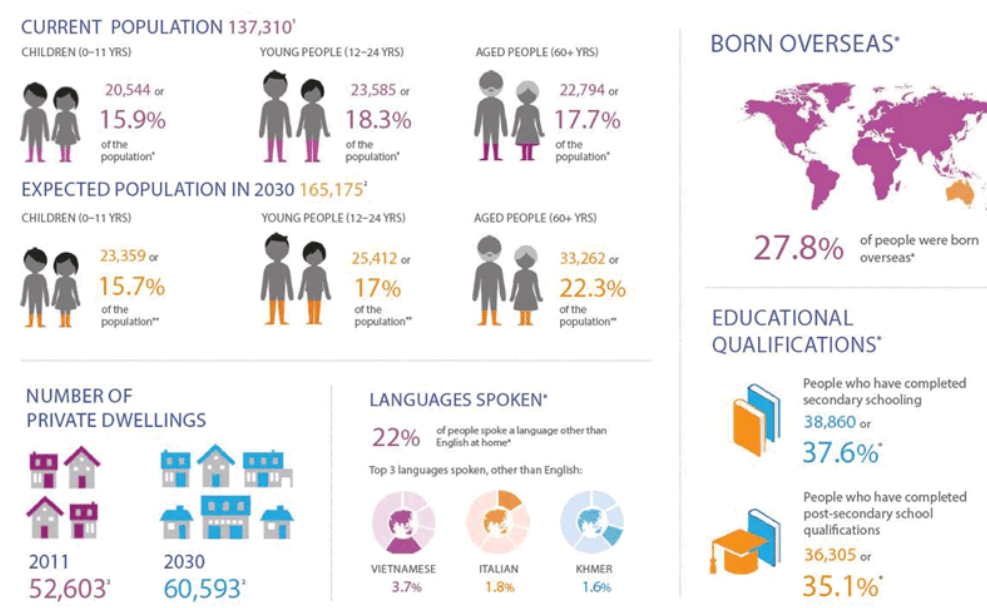 CURRENT POPULATION 137,310¹
CHILDREN (0–11 YRS)
20,544 or
15.9%
of the
population*
YOUNG PEOPLE (12–24 YRS)
23,585 or
18.3%
of the
population*
AGED PEOPLE (60+ YRS)
22,794 or
17.7%
of the
population*
EXPECTED POPULATION IN 2030 165,175²
CHILDREN (0–11 YRS)
23,359 or
15.7%
of the
population**
YOUNG PEOPLE (12–24 YRS)
25,412 or
17%
of the
population**
AGED PEOPLE (60+ YRS)
33,262 or
22.3%
of the
population**
NUMBER OF
PRIVATE DWELLINGS
2011
52,603²
2030
60,593²
LANGUAGES SPOKEN*
22%
of people spoke a language other than
English at home*
Top 3 languages spoken, other than English:
VIETNAMESE
3.7%
ITALIAN
1.8%
KHMER
1.6%
BORN OVERSEAS*
27.8%
of people were born
overseas*
EDUCATIONAL
QUALIFICATIONS*
People who have completed
secondary schooling
38,860 or
37.6%*
People who have completed
post-secondary school
qualifications
36,305 or
35.1%*